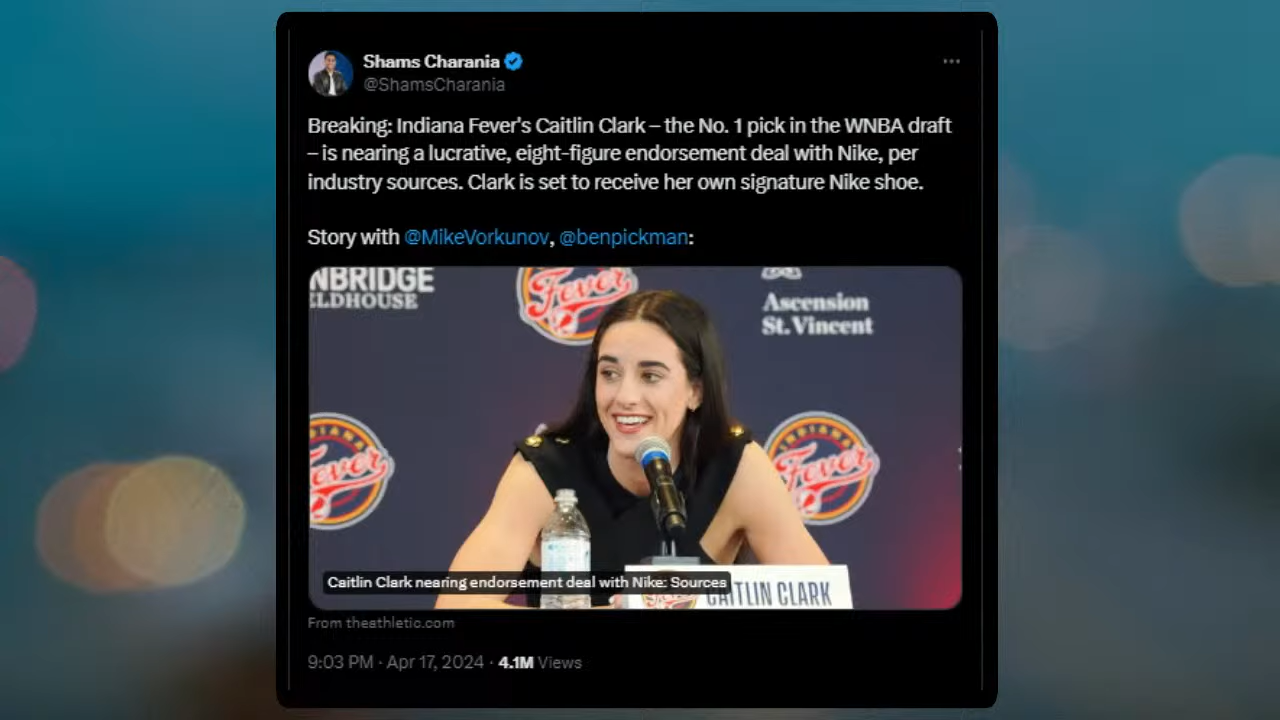 Shams Charania
@ShamsCharania
Breaking: Indiana Fever's Caitlin Clark – the No. 1 pick in the WNBA draft
– is nearing a lucrative, eight-figure endorsement deal with Nike, per
industry sources. Clark is set to receive her own signature Nike shoe.
Story with @MikeVorkunov, @benpickman:
NBRIDGE
ELDHOUSE
Fever
Ascension
St. Vincent
INDIANA
Fever
INDIANA
Fever
Caitlin Clark nearing endorsement deal with Nike: Sources
CAITLIN CLARK
From theathletic.com
9:03 PM · Apr 17, 2024 · 4.1M Views